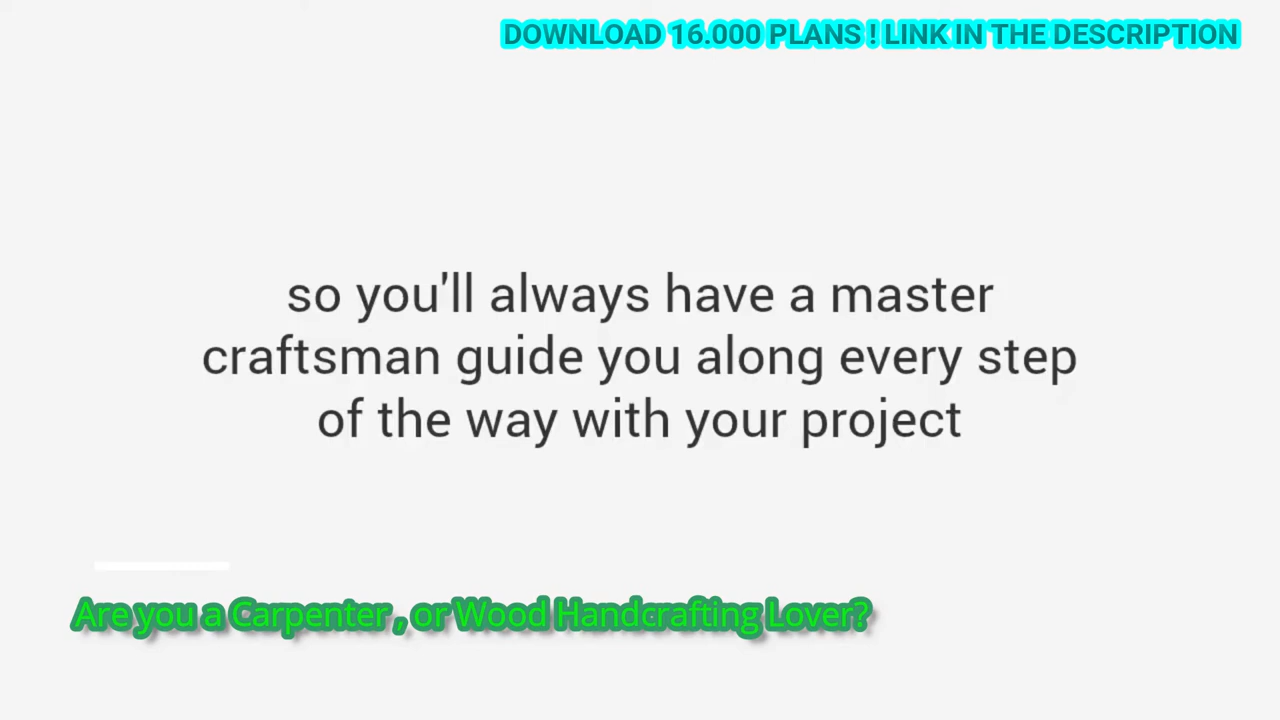 DOWNLOAD 16.000 PLANS ! LINK IN THE DESCRIPTION
so you'll always have a master
craftsman guide you along every step
of the way with your project
Are you a Carpenter , or Wood Handcrafting Lover?